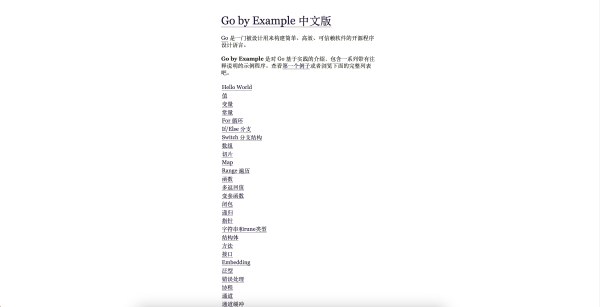 Go by Example 中文版
Go 是一门被设计用来构建简单、高效、可信赖软件的开源程序
设计语言。
Go by Example 是对 Go 基于实践的介绍，包含一系列带有注
释说明的示例程序。查看第一个例子或者浏览下面的完整列表
吧。
Hello World
值
变量
常量
For 循环
If/Else 分支
Switch 分支结构
数组
切片
Map
Range 遍历
函数
多返回值
变参函数
闭包
递归
指针
字符串和rune类型
结构体
方法
接口
Embedding
泛型
错误处理
协程
通道
通道缓冲